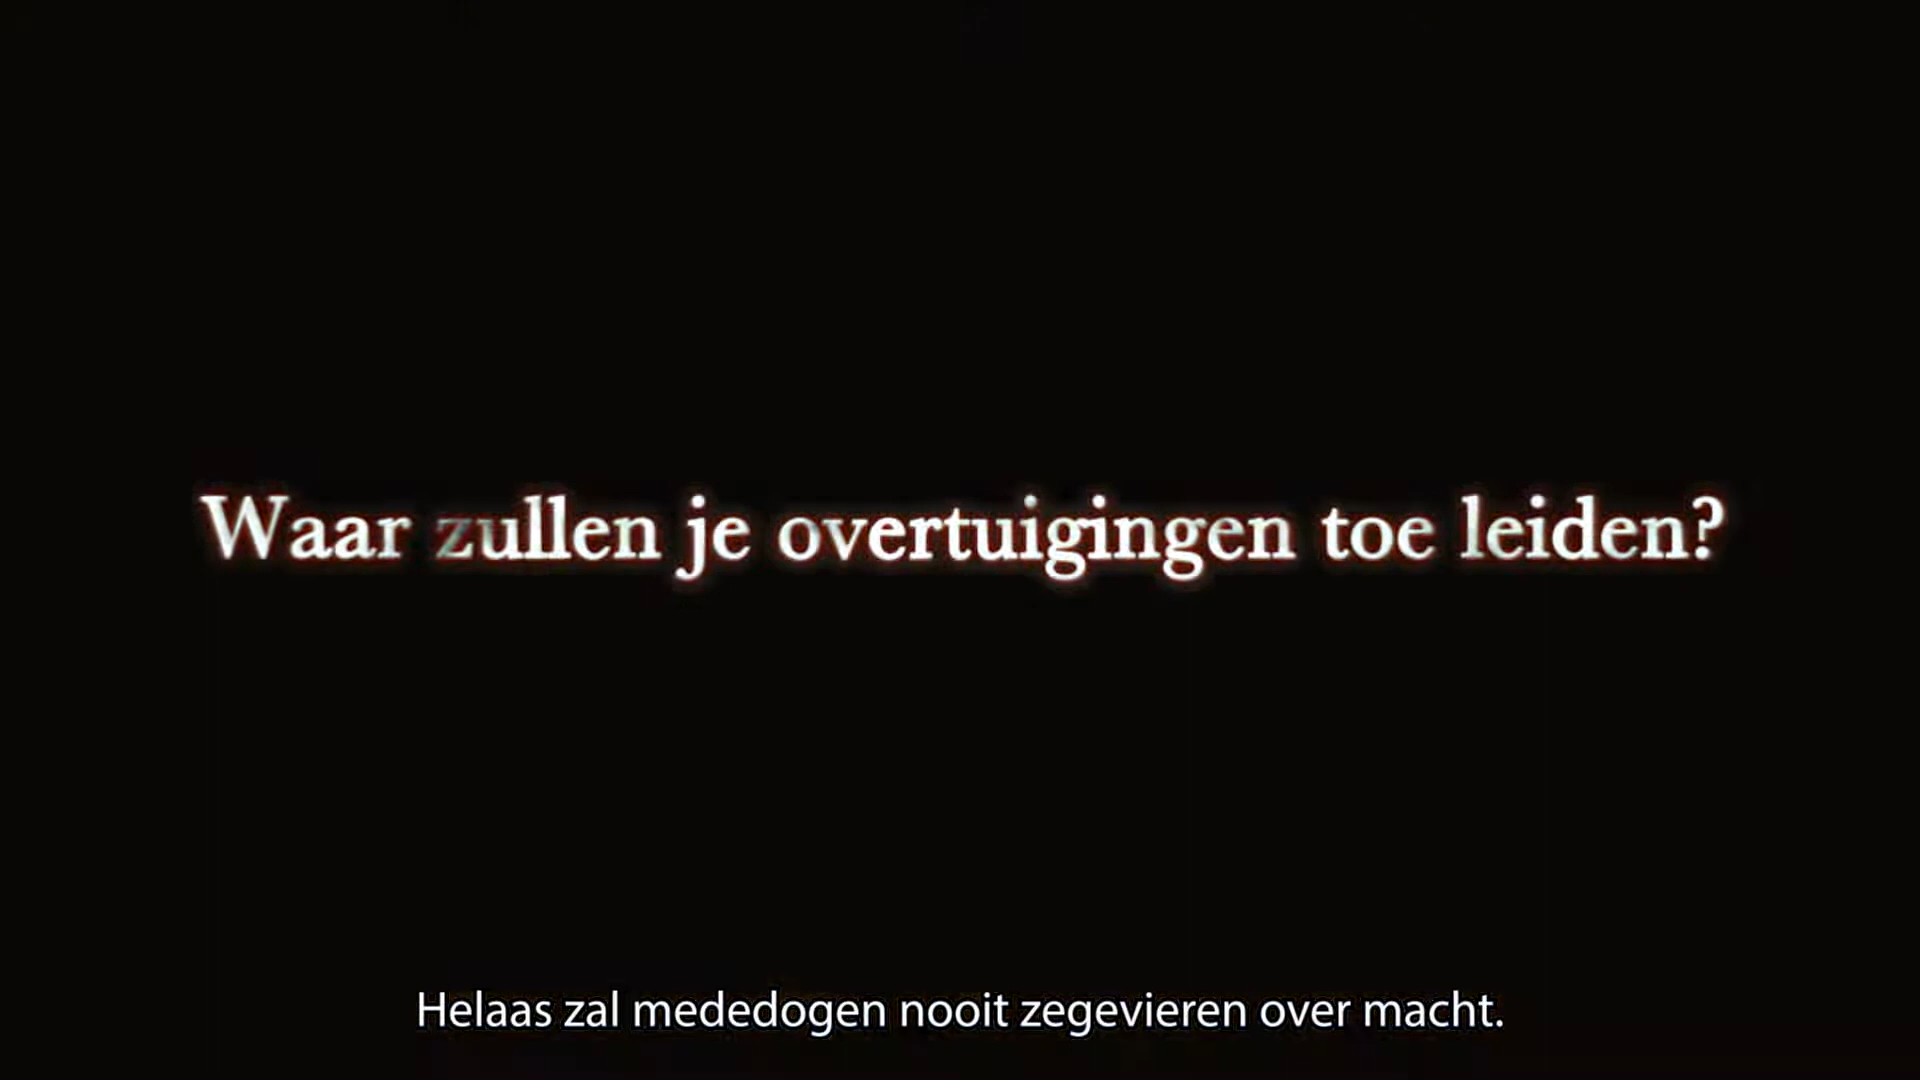 Waar zullen je overtuigingen toe leiden?
Helaas zal mededogen nooit zegevieren over macht.